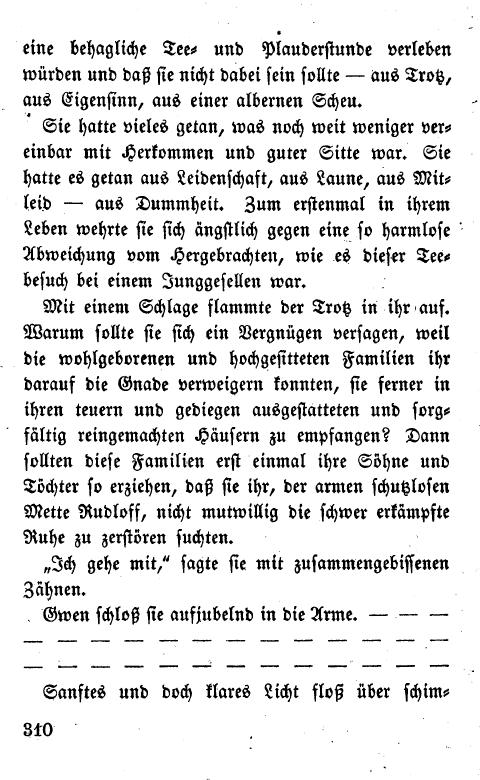 eine behagliche Tee- und Plauderstunde verleben
würden und daß sie nicht dabei sein sollte — aus Trotz,
aus Eigensinn, aus einer albernen Scheu.
Sie hatte vieles getan, was noch weit weniger ver-
einbar mit Herkommen und guter Sitte war. Sie
hatte es getan aus Leidenschaft, aus Laune, aus Mit-
leid — aus Dummheit. Zum erstenmal in ihrem
Leben wehrte sie sich ängstlich gegen eine so harmlose
Abweichung vom Hergebrachten, wie es dieser Tee-
besuch bei einem Junggesellen war.
Mit einem Schlage flammte der Trotz in ihr auf.
Warum sollte sie sich ein Vergnügen versagen, weil
die wohlgeborenen und hochgesitteten Familien ihr
darauf die Gnade verweigern konnten, sie ferner in
ihren teuern und gediegen ausgestatteten und sorg-
fältig reingemachten Häusern zu empfangen? Dann
sollten diese Familien erst einmal ihre Söhne und
Töchter so erziehen, daß sie ihr, der armen schutzlosen
Mette Rudloff, nicht mutwillig die schwer erkämpfte
Ruhe zu zerstören suchten.
„Ich gehe mit,“ sagte sie mit zusammengebissenen
Zähnen.
Gwen schloß sie aufjubelnd in die Arme. — — —
— — — — — — — — — — — — —
— — — — — — — — — — — — —
Sanftes und doch klares Licht floß über schim-
310